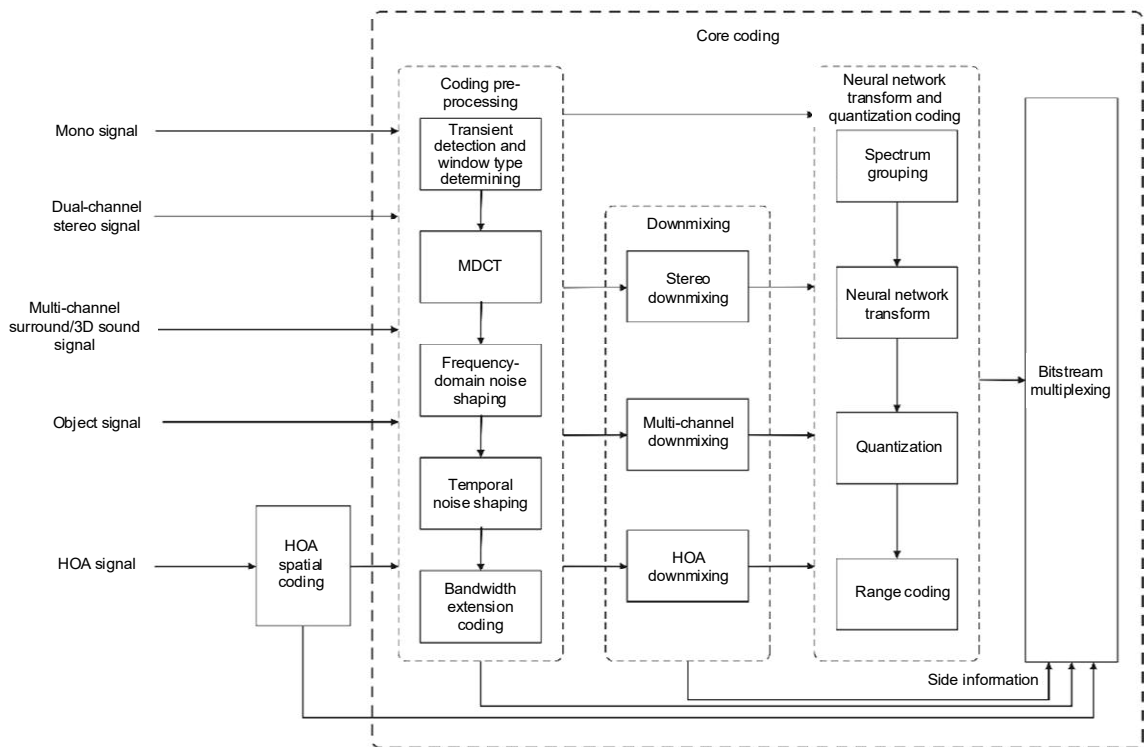 Core coding
Coding pre-
processing
Neural network
transform and
quantization coding
Mono signal
Transient
detection and
window type
determining
Spectrum
grouping
Dual-channel
stereo signal
Downmixing
MDCT
Stereo
downmixing
Neural network
transform
Multi-channel
surround/3D sound
signal
Frequency-
domain noise
shaping
Bitstream
multiplexing
Object signal
Multi-channel
downmixing
Quantization
Temporal
noise shaping
HOA signal
HOA
spatial
coding
HOA
downmixing
Bandwidth
extension
coding
Range coding
Side information